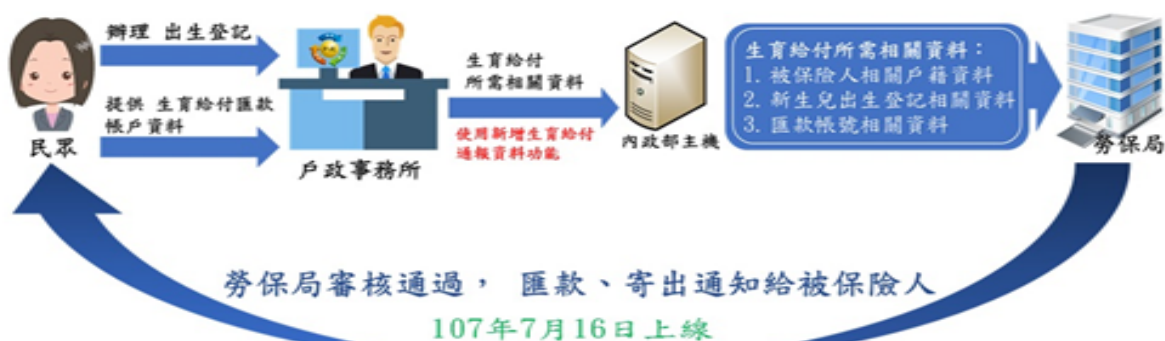 辦理 出生登記
提供 生育給付匯款
帳戶資料
民眾
戶政事務所
生育給付
所需相關資料
使用新增生育給付
通報資料功能
內政部主機
生育給付所需相關資料：
1. 被保險人相關戶籍資料
2. 新生兒出生登記相關資料
3. 匯款帳號相關資料
勞保局
勞保局審核通過， 匯款、寄出通知給被保險人
107年7月16日上線